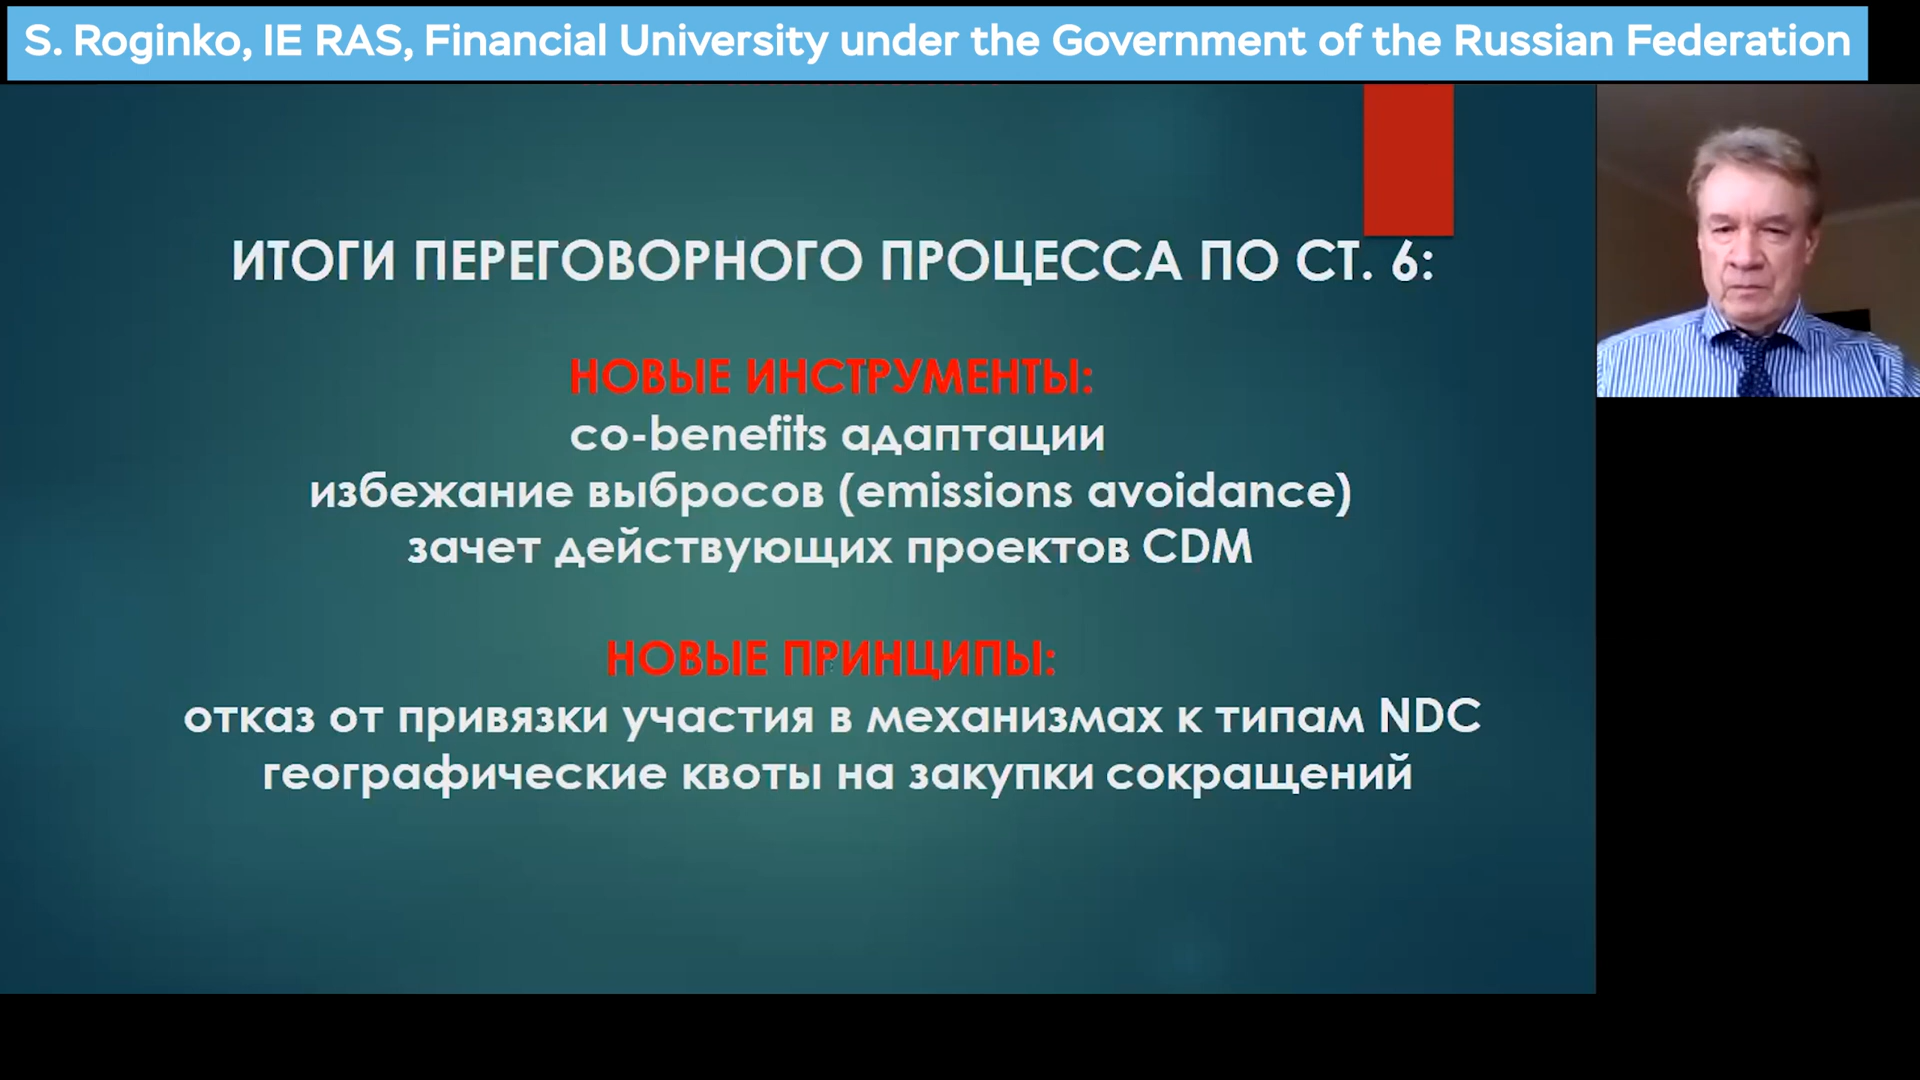 S. Roginko, IE RAS, Financial University under the Government of the Russian Federation
ИТОГИ ПЕРЕГОВОРНОГО ПРОЦЕССА ПО СТ. 6:
НОВЫЕ ИНСТРУМЕНТЫ:
co-benefits адаптации
избежание выбросов (emissions avoidance)
зачет действующих проектов CDM
НОВЫЕ ПРИНЦИПЫ:
отказ от привязки участия в механизмах к типам NDC
географические квоты на закупки сокращений